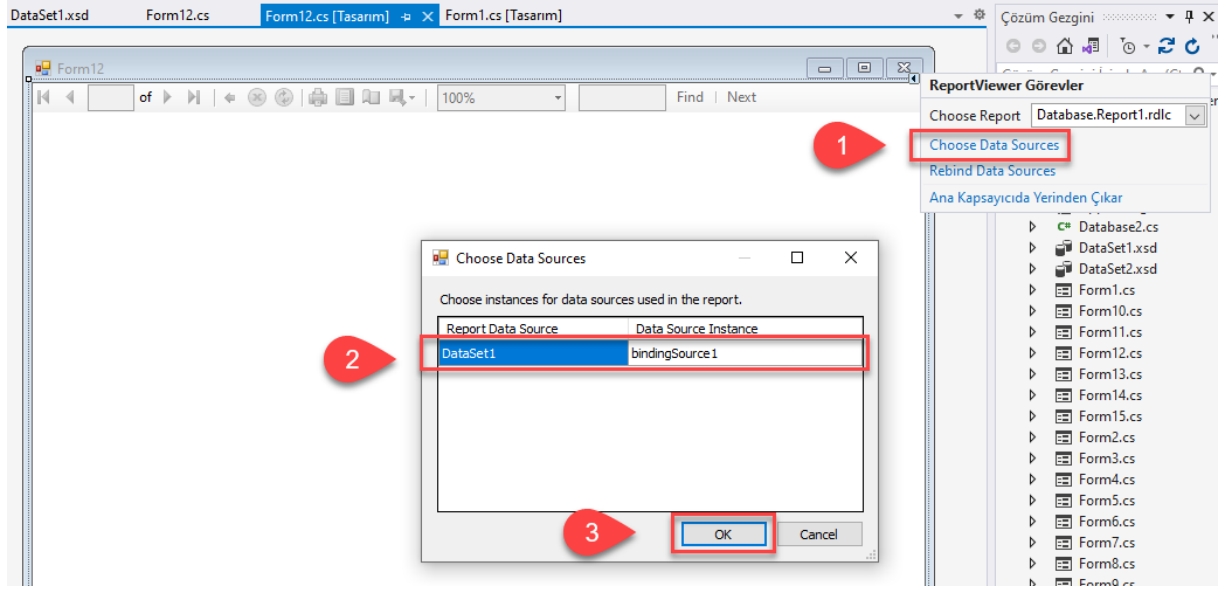 DataSet1.xsd Form12.cs Form12.cs [Tasarım] Form1.cs [Tasarım]
Çözüm Gezgini
Form12
of 100% Find | Next
ReportViewer Görevler
Choose Report Database.Report1.rdlc
1
Choose Data Sources
Rebind Data Sources
Ana Kapsayıcıda Yerinden Çıkar
Database2.cs
DataSet1.xsd
DataSet2.xsd
Form1.cs
Form10.cs
Form11.cs
Form12.cs
Form13.cs
Form14.cs
Form15.cs
Form2.cs
Form3.cs
Form4.cs
Form5.cs
Form6.cs
Form7.cs
Form8.cs
Form9.cs
Choose Data Sources
Choose instances for data sources used in the report.
Report Data Source Data Source Instance
2
DataSet1 bindingSource1
3
OK Cancel